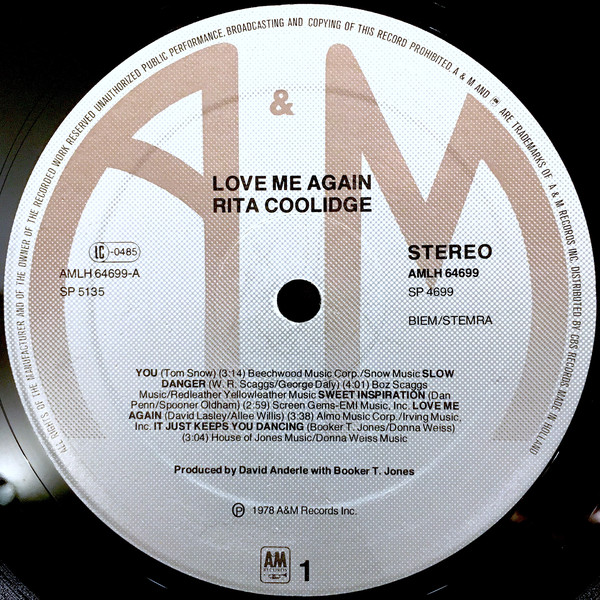 ALL RIGHTS OF THE MANUFACTURER AND OF THE OWNER OF THE RECORDED WORK RESERVED UNAUTHORIZED PUBLIC PERFORMANCE, BROADCASTING AND COPYING OF THIS RECORD PROHIBITED. A & M AND AM ARE TRADEMARKS OF A & M RECORDS INC. DISTRIBUTED BY CBS RECORDS. MADE IN HOLLAND
A & M
LOVE ME AGAIN
RITA COOLIDGE
LC-0485
AMLH 64699-A
SP 5135
STEREO
AMLH 64699
SP 4699
BIEM/STEMRA
YOU (Tom Snow) (3:14) Beechwood Music Corp./Snow Music SLOW
DANGER (W. R. Scaggs/George Daly) (4:01) Boz Scaggs
Music/Redleather Yellowleather Music SWEET INSPIRATION (Dan
Penn/Spooner Oldham) (2:59) Screen Gems-EMI Music, Inc. LOVE ME
AGAIN (David Lasley/Allee Willis) (3:38) Almo Music Corp./Irving Music,
Inc. IT JUST KEEPS YOU DANCING (Booker T. Jones/Donna Weiss)
(3:04) House of Jones Music/Donna Weiss Music
Produced by David Anderle with Booker T. Jones
℗ 1978 A&M Records Inc.
AM
RECORDS
1